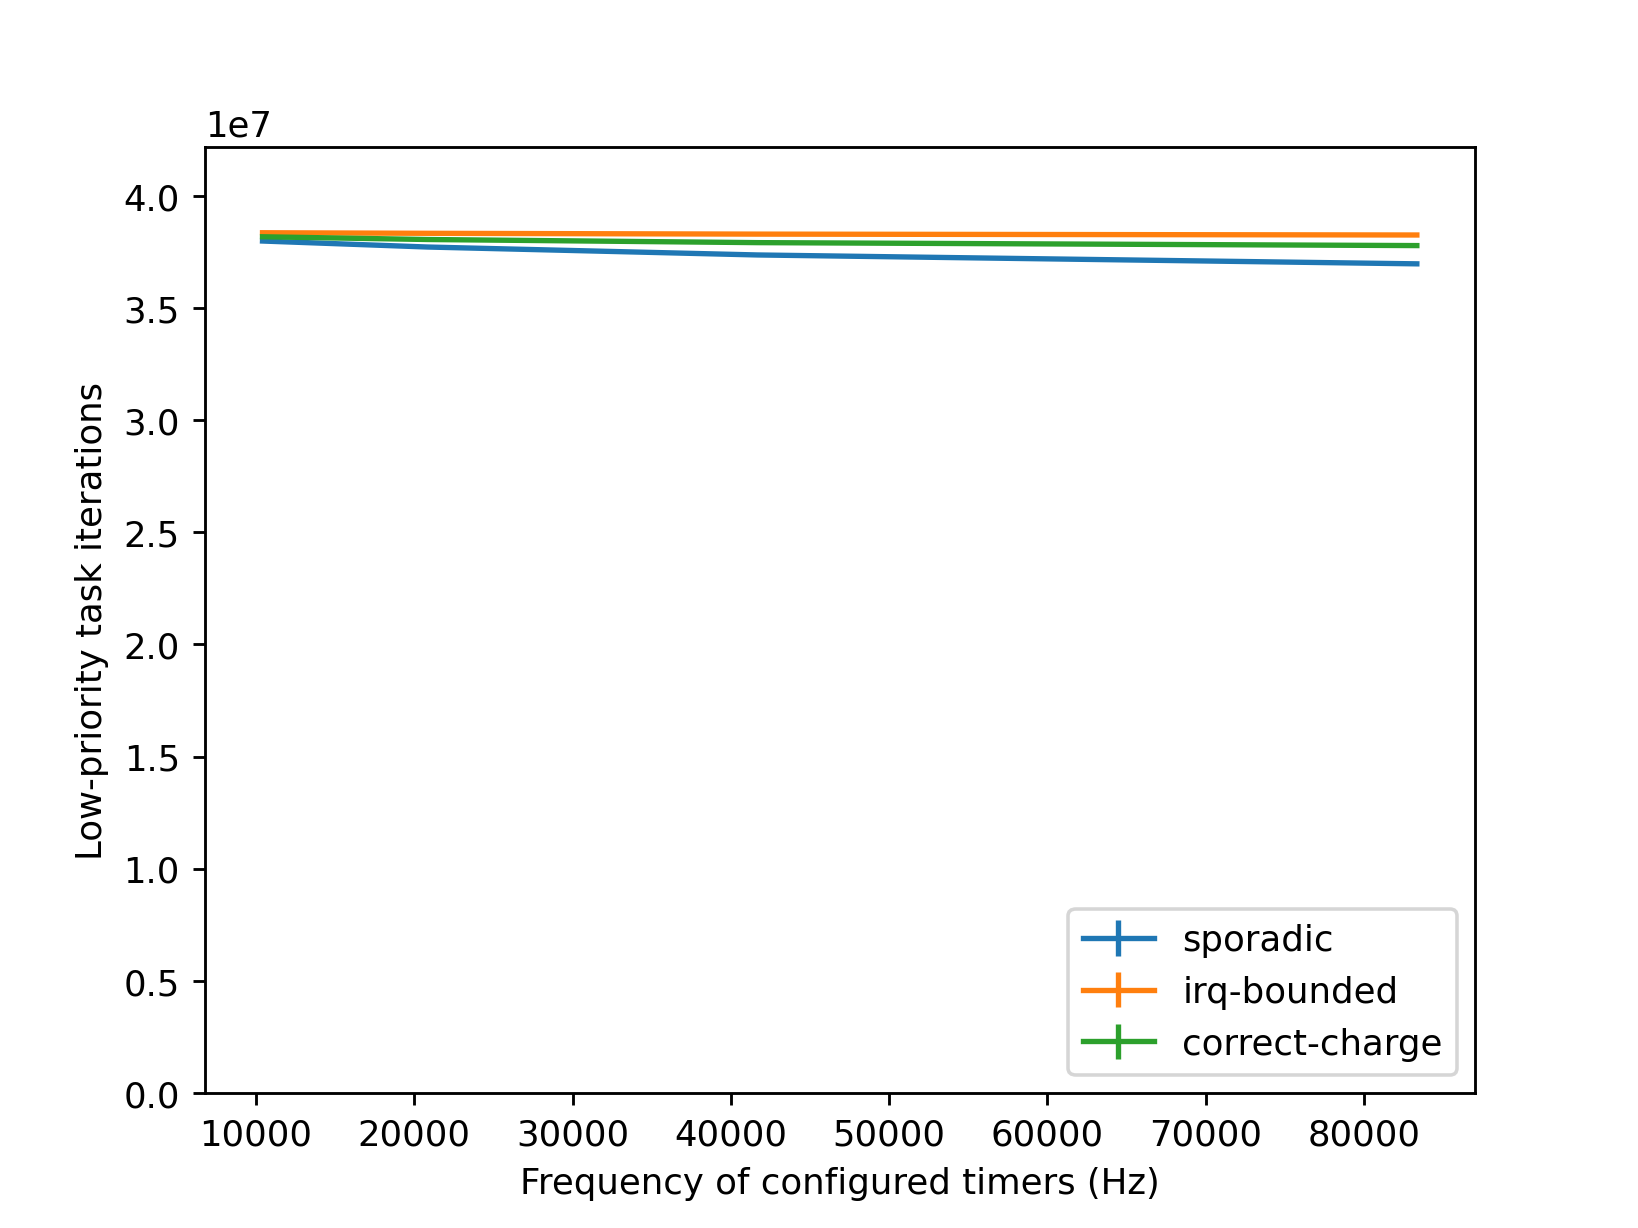 1e7
4.0
3.5
3.0
2.5
2.0
1.5
1.0
0.5
0.0
Low-priority task iterations
sporadic
irq-bounded
correct-charge
10000 20000 30000 40000 50000 60000 70000 80000
Frequency of configured timers (Hz)